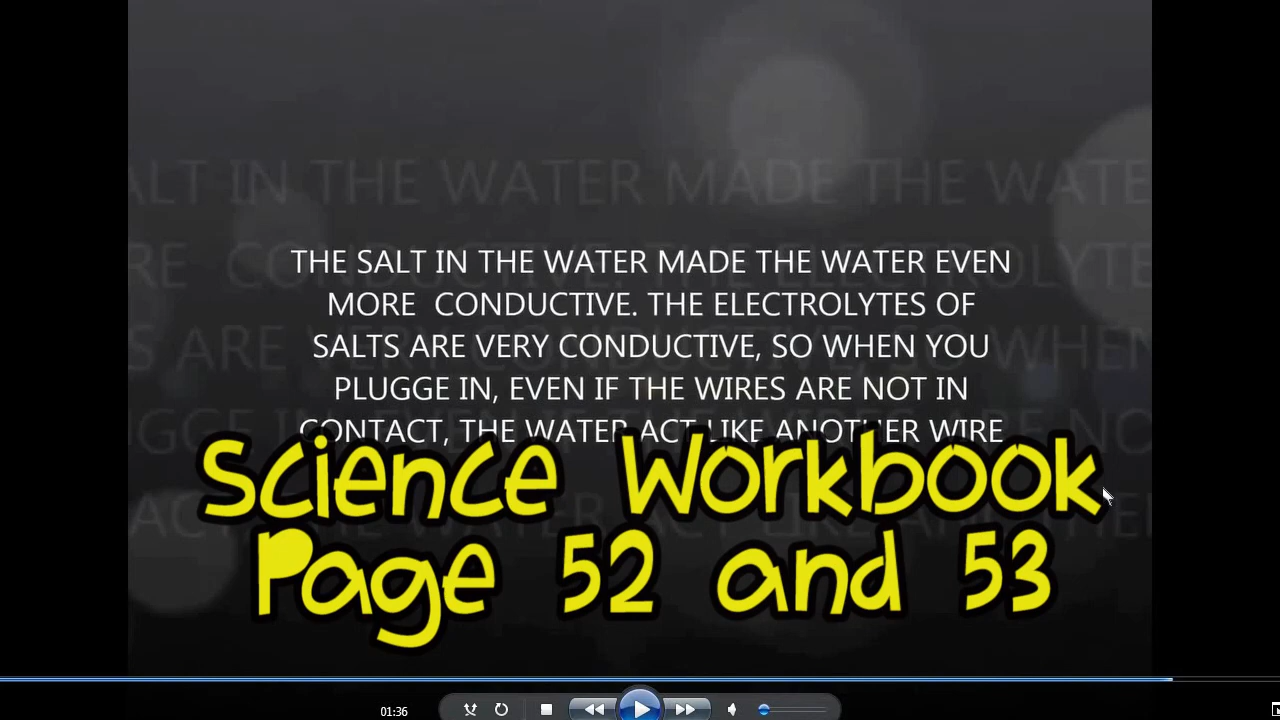 THE SALT IN THE WATER MADE THE WATER EVEN
MORE CONDUCTIVE. THE ELECTROLYTES OF
SALTS ARE VERY CONDUCTIVE, SO WHEN YOU
PLUGGE IN, EVEN IF THE WIRES ARE NOT IN
CONTACT, THE WATER ACT LIKE ANOTHER WIRE
Science Workbook
Page 52 and 53
01:36